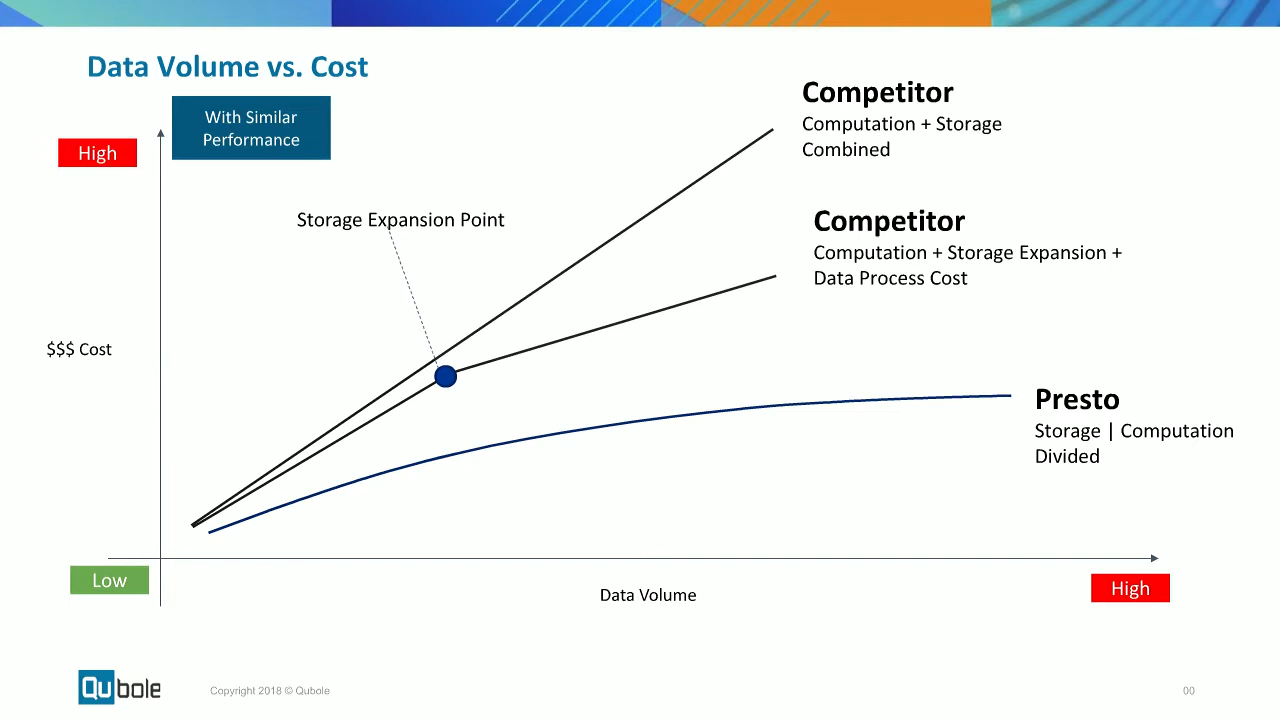 Data Volume vs. Cost
With Similar
Performance
High
Competitor
Computation + Storage
Combined
Storage Expansion Point
Competitor
Computation + Storage Expansion +
Data Process Cost
$$$ Cost
Presto
Storage | Computation
Divided
Low
Data Volume
High
Qubole
Copyright 2018 © Qubole
00